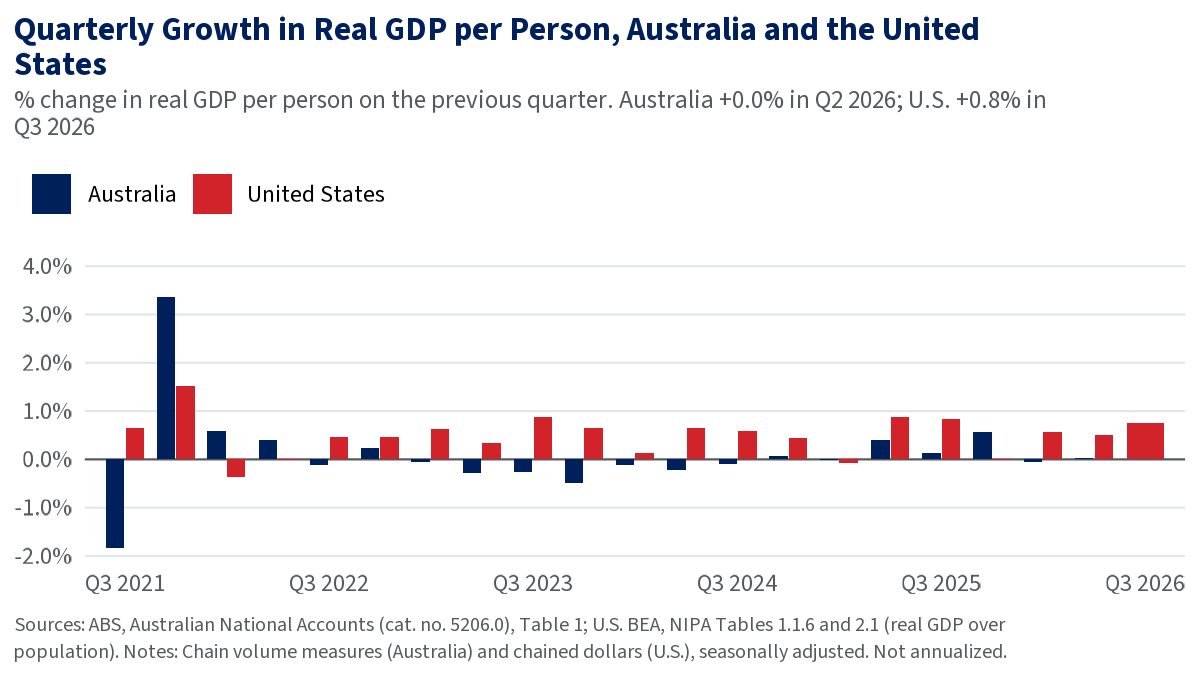 Quarterly Growth in Real GDP per Person, Australia and the United
States
% change in real GDP per person on the previous quarter. Australia +0.0% in Q2 2026; U.S. +0.8% in
Q3 2026
Australia United States
4.0%
3.0%
2.0%
1.0%
0.0%
-1.0%
-2.0%
Q3 2021 Q3 2022 Q3 2023 Q3 2024 Q3 2025 Q3 2026
Sources: ABS, Australian National Accounts (cat. no. 5206.0), Table 1; U.S. BEA, NIPA Tables 1.1.6 and 2.1 (real GDP over
population). Notes: Chain volume measures (Australia) and chained dollars (U.S.), seasonally adjusted. Not annualized.